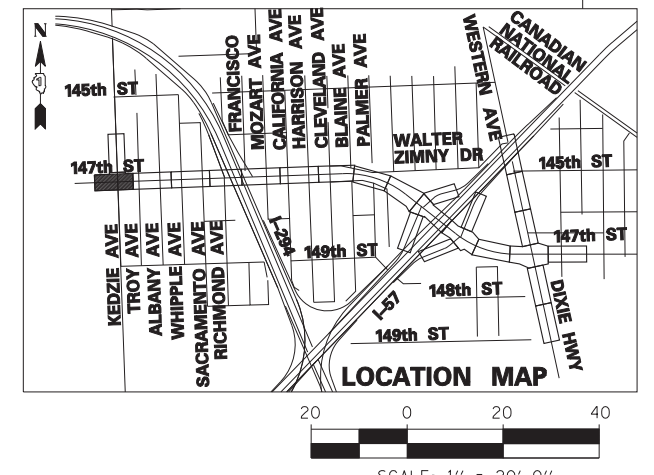 N
145th ST
147th ST
FRANCISCO
MOZART AVE
CALIFORNIA AVE
HARRISON AVE
CLEVELAND AVE
BLAINE AVE
PALMER AVE
WESTERN AVE
CANADIAN
NATIONAL
RAILROAD
WALTER
ZIMNY DR
145th ST
147th ST
KEDZIE AVE
TROY AVE
ALBANY AVE
WHIPPLE AVE
SACRAMENTO AVE
RICHMOND AVE
I-294
149th ST
I-57
148th ST
149th ST
DIXIE HWY
LOCATION MAP
20 0 20 40